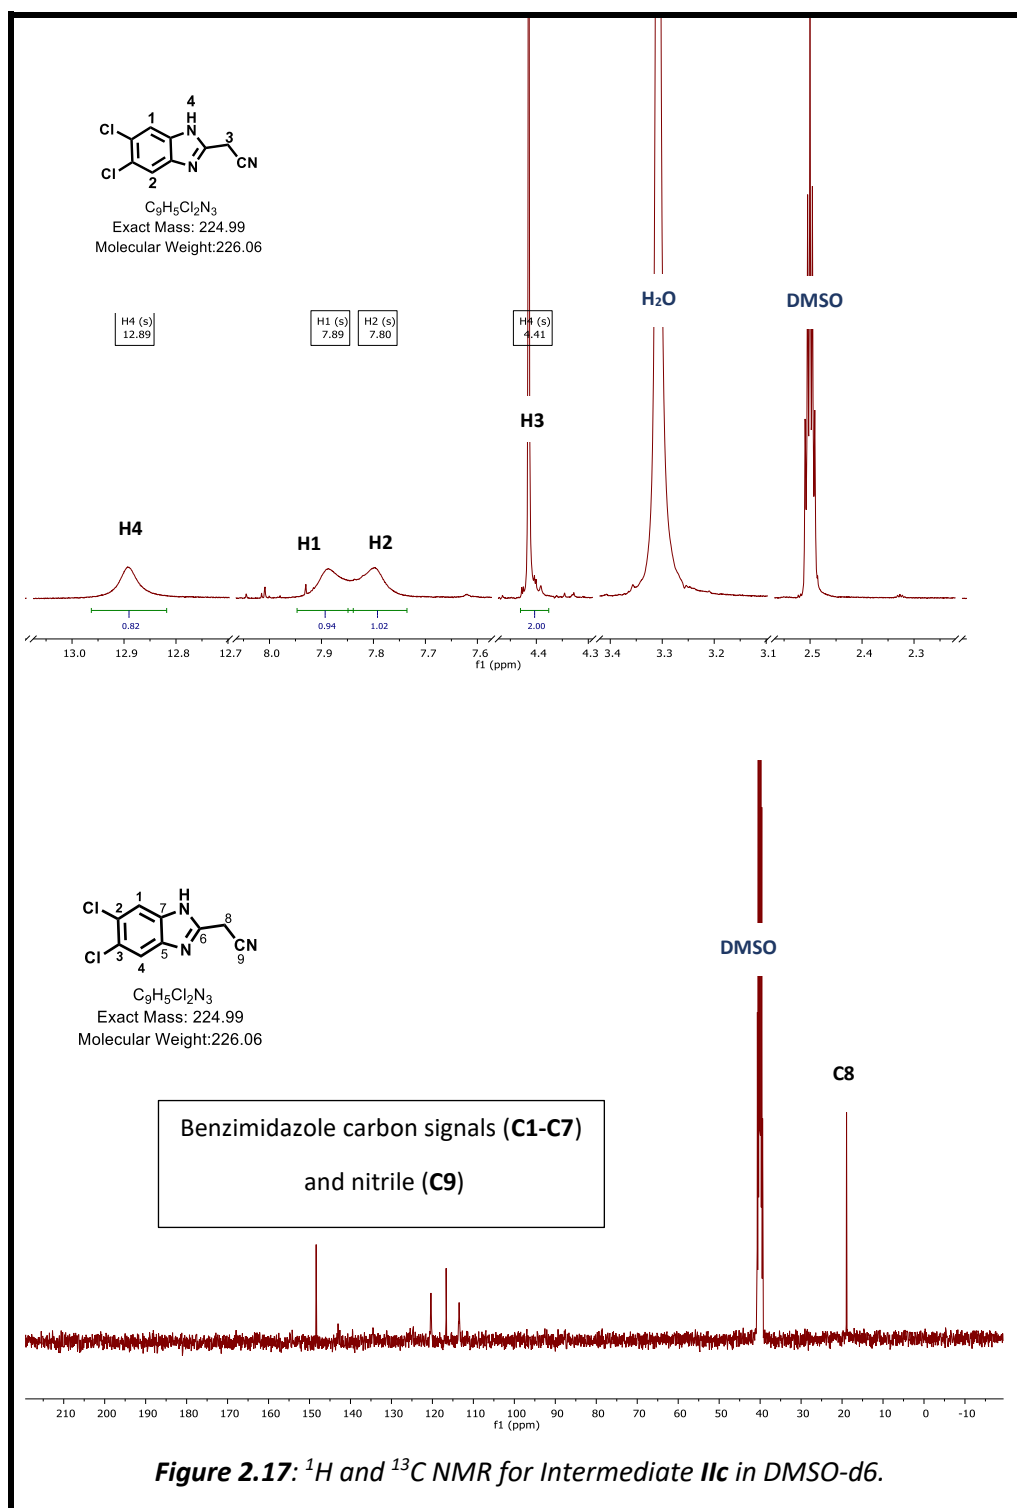 4
1
H
N
3
Cl
Cl
N
CN
2
C9H5Cl2N3
Exact Mass: 224.99
Molecular Weight:226.06
H4 (s)
12.89
H1 (s)
7.89
H2 (s)
7.80
H4 (s)
4.41
H2O
DMSO
H3
H4
H1
H2
0.82
0.94
1.02
2.00
13.0 12.9 12.8 12.7 8.0 7.9 7.8 7.7 7.6 4.4 4.3 3.4 3.3 3.2 3.1 2.5 2.4 2.3
f1 (ppm)
H
N
Cl
Cl
1
2
3
4
5
6
7
8
9
N
CN
C9H5Cl2N3
Exact Mass: 224.99
Molecular Weight:226.06
DMSO
C8
Benzimidazole carbon signals (C1-C7)
and nitrile (C9)
210 200 190 180 170 160 150 140 130 120 110 100 90 80 70 60 50 40 30 20 10 0 -10
f1 (ppm)
Figure 2.17: 1H and 13C NMR for Intermediate IIc in DMSO-d6.